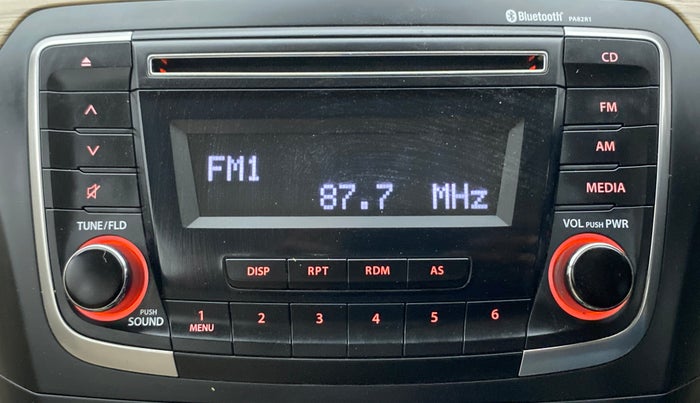 Bluetooth® PA82R1
CD
FM
AM
MEDIA
FM1
87.7 MHz
TUNE/FLD
VOL PUSH PWR
DISP RPT RDM AS
PUSH
SOUND
1 2 3 4 5 6
MENU